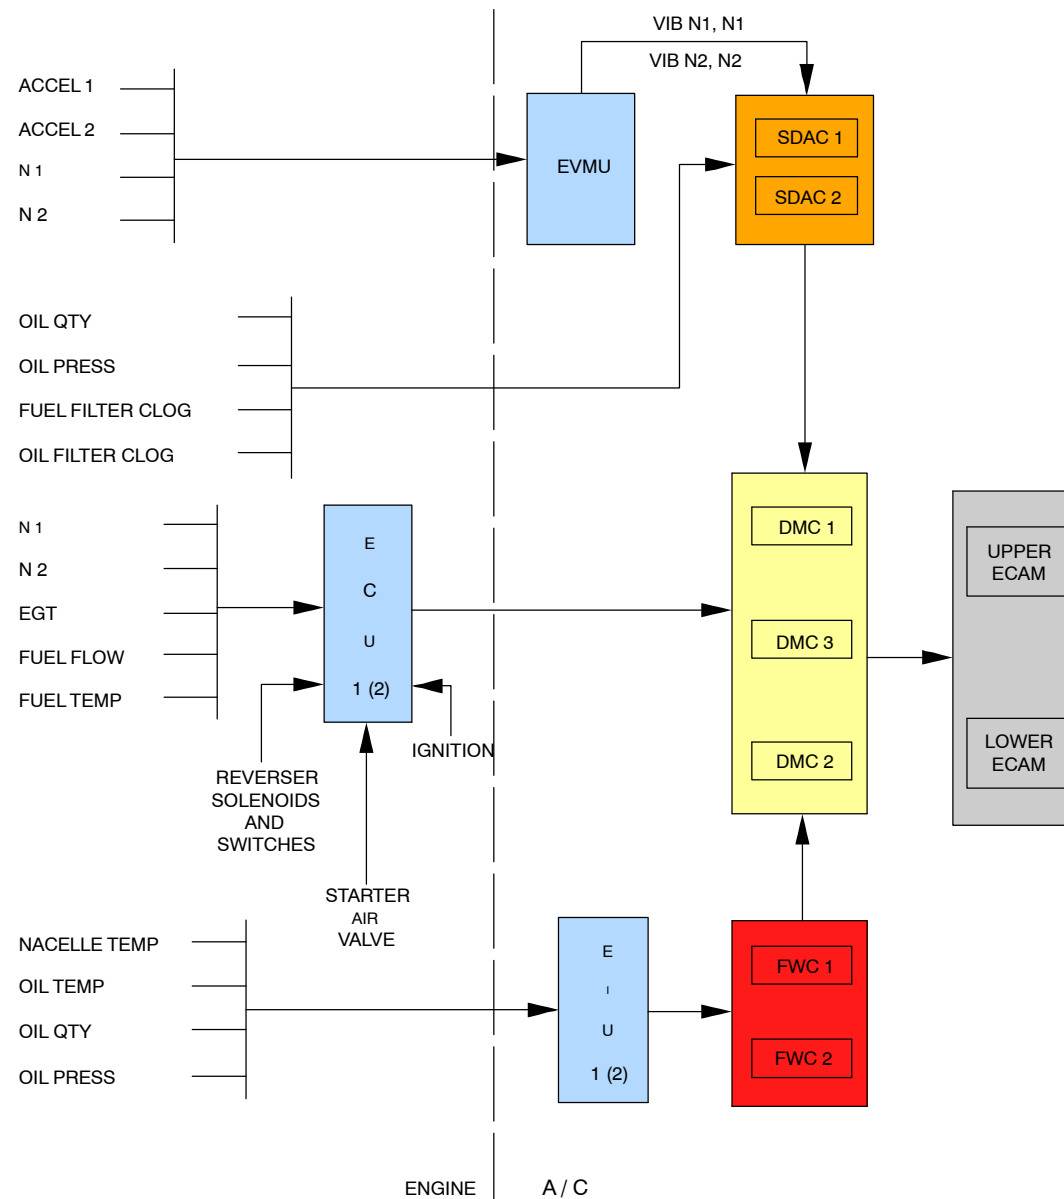 VIB N1, N1
VIB N2, N2
ACCEL 1
ACCEL 2
N 1
N 2
EVMU
SDAC 1
SDAC 2
OIL QTY
OIL PRESS
FUEL FILTER CLOG
OIL FILTER CLOG
N 1
N 2
EGT
FUEL FLOW
FUEL TEMP
E
C
U
1 (2)
REVERSER
SOLENOIDS
AND
SWITCHES
STARTER
AIR
VALVE
IGNITION
DMC 1
DMC 3
DMC 2
UPPER
ECAM
LOWER
ECAM
NACELLE TEMP
OIL TEMP
OIL QTY
OIL PRESS
E
I
U
1 (2)
FWC 1
FWC 2
ENGINE
A / C